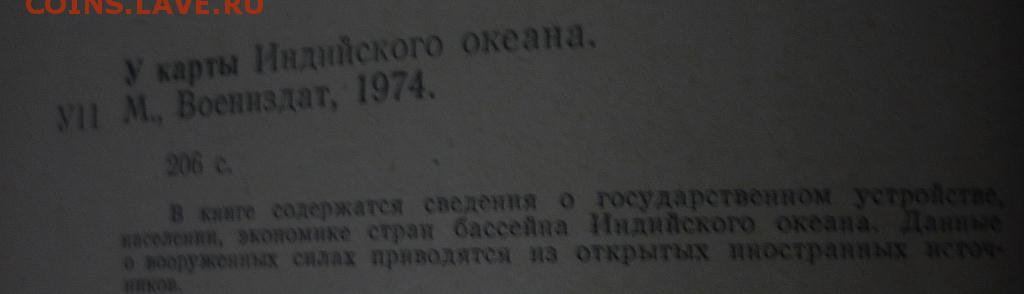 COINS.LAVE.RU
У карты Индийского океана.
У11 М., Воениздат, 1974.
206 с.
В книге содержатся сведения о государственном устройстве,
населении, экономике стран бассейна Индийского океана. Данные
о вооруженных силах приводятся из открытых иностранных источ-
ников.